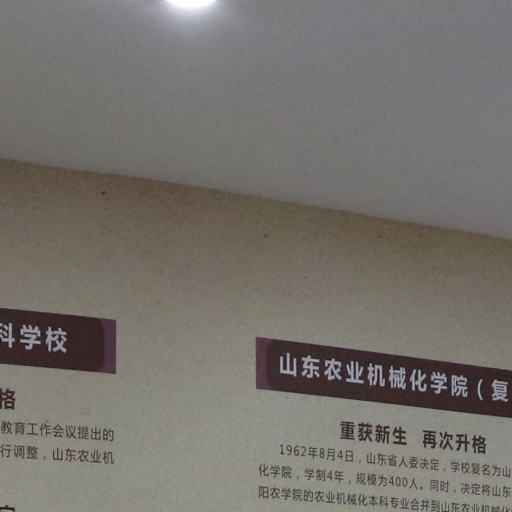 科学校
格
教育工作会议提出的
行调整，山东农业机
山东农业机械化学院（复
重获新生 再次升格
1962年8月4日，山东省人委决定，学校复名为山
化学院，学制4年，规模为400人。同时，决定将山东
阳农学院的农业机械化本科专业合并到山东农业机械化